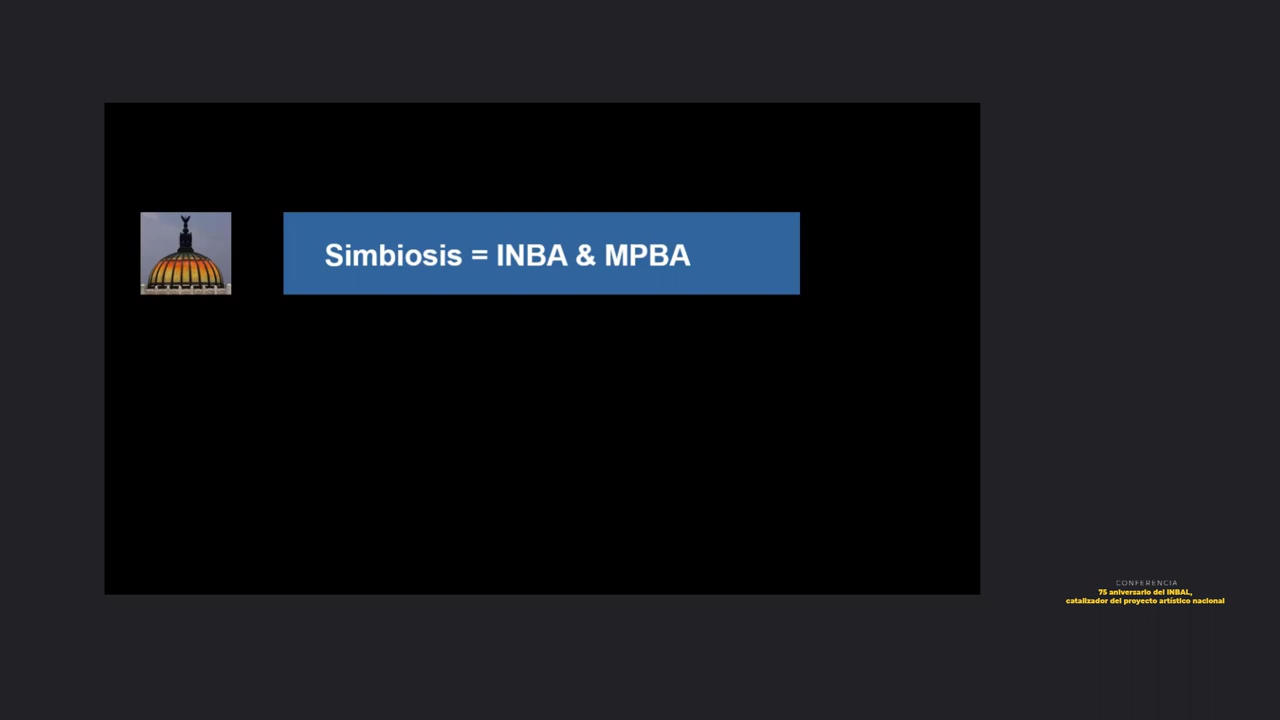 Simbiosis = INBA & MPBA
CONFERENCIA
75 aniversario del INBAL,
catalizador del proyecto artístico nacional